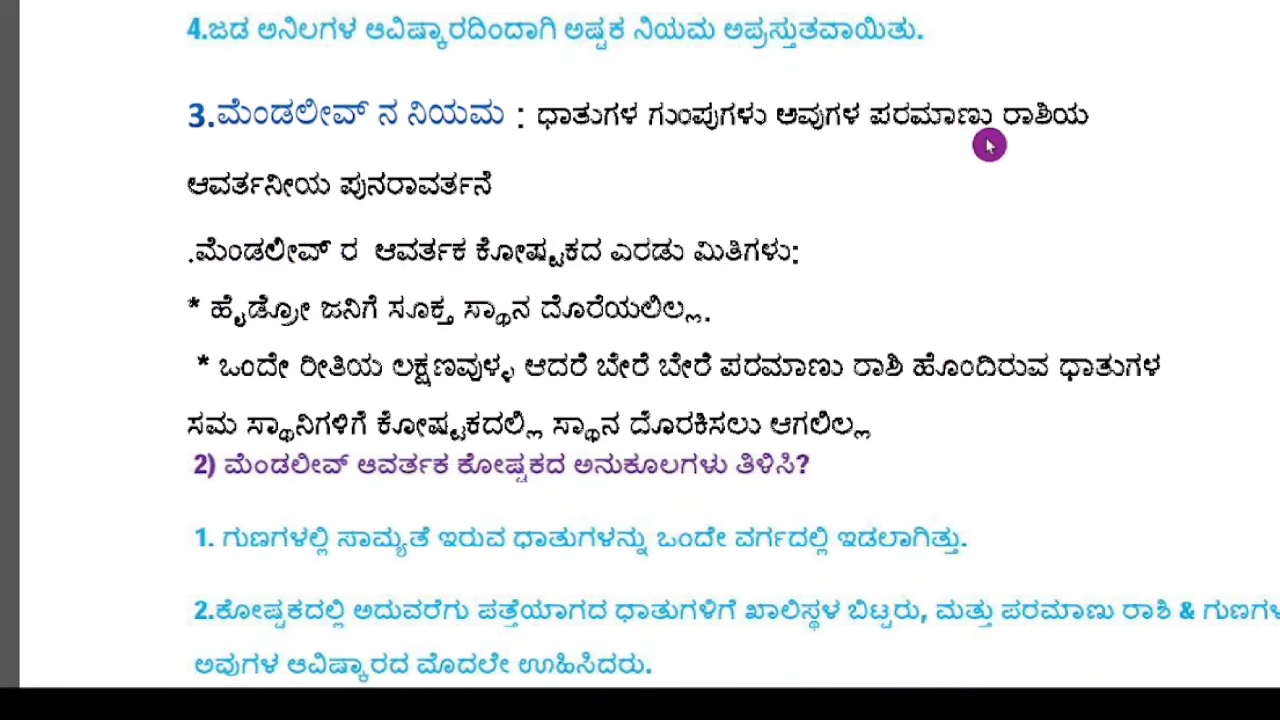 4.ಜಡ ಅನಿಲಗಳ ಆವಿಷ್ಕಾರದಿಂದಾಗಿ ಅಷ್ಟಕ ನಿಯಮ ಅಪ್ರಸ್ತುತವಾಯಿತು.
3.ಮೆಂಡಲೀವ್ ನ ನಿಯಮ : ಧಾತುಗಳ ಗುಂಪುಗಳು ಅವುಗಳ ಪರಮಾಣು ರಾಶಿಯ
ಆವರ್ತನೀಯ ಪುನರಾವರ್ತನೆ
.ಮೆಂಡಲೀವ್ ರ ಆವರ್ತಕ ಕೋಷ್ಟಕದ ಎರಡು ಮಿತಿಗಳು:
* ಹೈಡ್ರೋ ಜನಿಗೆ ಸೂಕ್ತ ಸ್ಥಾನ ದೊರೆಯಲಿಲ್ಲ.
* ಒಂದೇ ರೀತಿಯ ಲಕ್ಷಣವುಳ್ಳ ಆದರೆ ಬೇರೆ ಬೇರೆ ಪರಮಾಣು ರಾಶಿ ಹೊಂದಿರುವ ಧಾತುಗಳ
ಸಮ ಸ್ಥಾನಿಗಳಿಗೆ ಕೋಷ್ಟಕದಲ್ಲಿ ಸ್ಥಾನ ದೊರಕಿಸಲು ಆಗಲಿಲ್ಲ
2) ಮೆಂಡಲೀವ್ ಆವರ್ತಕ ಕೋಷ್ಟಕದ ಅನುಕೂಲಗಳು ತಿಳಿಸಿ?
1. ಗುಣಗಳಲ್ಲಿ ಸಾಮ್ಯತೆ ಇರುವ ಧಾತುಗಳನ್ನು ಒಂದೇ ವರ್ಗದಲ್ಲಿ ಇಡಲಾಗಿತ್ತು.
2.ಕೋಷ್ಟಕದಲ್ಲಿ ಅದುವರೆಗು ಪತ್ತೆಯಾಗದ ಧಾತುಗಳಿಗೆ ಖಾಲಿಸ್ಥಳ ಬಿಟ್ಟರು, ಮತ್ತು ಪರಮಾಣು ರಾಶಿ &
ಅವುಗಳ ಆವಿಷ್ಕಾರದ ಮೊದಲೇ ಊಹಿಸಿದರು.